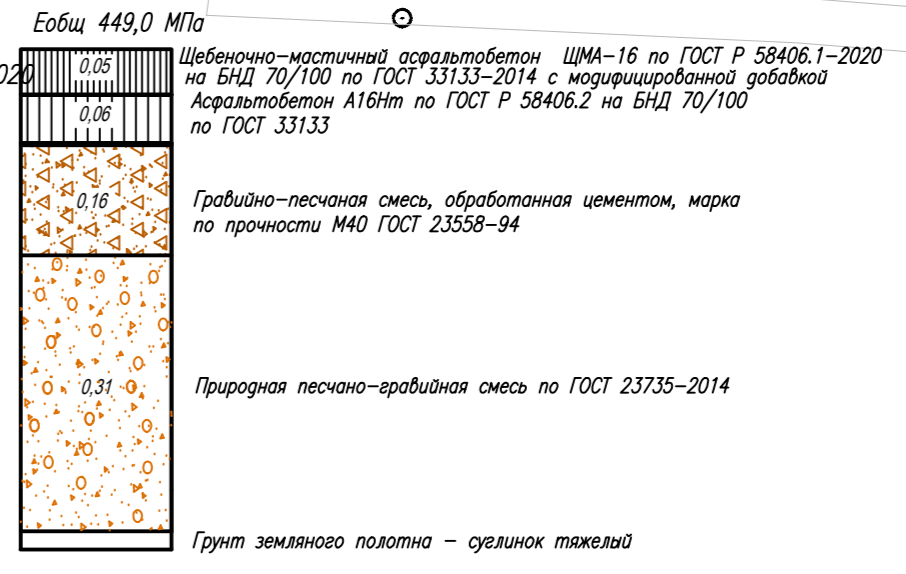 Еобщ 449,0 МПа
020
0,05
Щебеночно-мастичный асфальтобетон ЩМА-16 по ГОСТ Р 58406.1-2020
на БНД 70/100 по ГОСТ 33133-2014 с модифицированной добавкой
0,06
Асфальтобетон А16Нт по ГОСТ Р 58406.2 на БНД 70/100
по ГОСТ 33133
0,16
Гравийно-песчаная смесь, обработанная цементом, марка
по прочности М40 ГОСТ 23558-94
0,31
Природная песчано-гравийная смесь по ГОСТ 23735-2014
Грунт земляного полотна - суглинок тяжелый